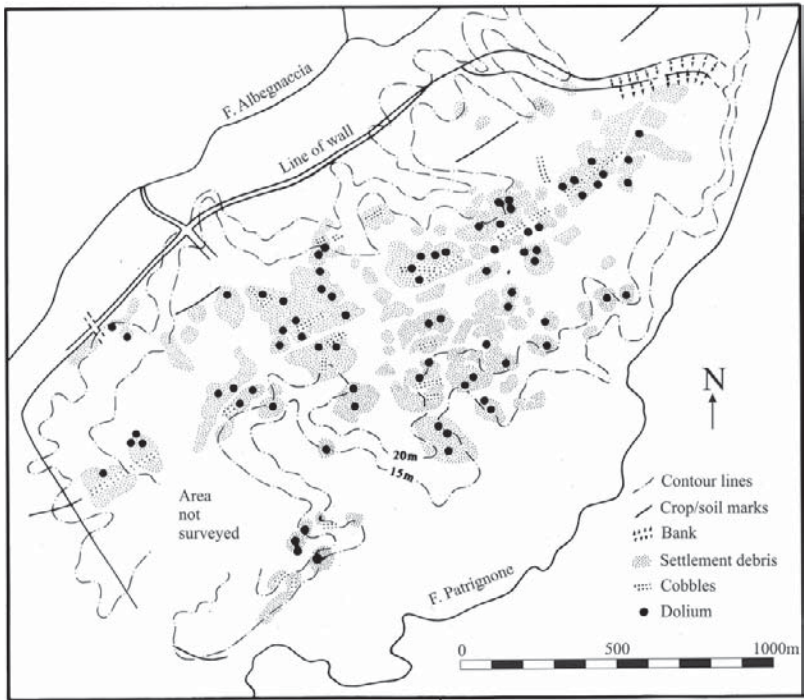 F. Albegnaccia
Line of wall
20m
15m
Area
not
surveyed
F. Patrignone
N
Contour lines
Crop/soil marks
Bank
Settlement debris
Cobbles
Dolium
0 500 1000m